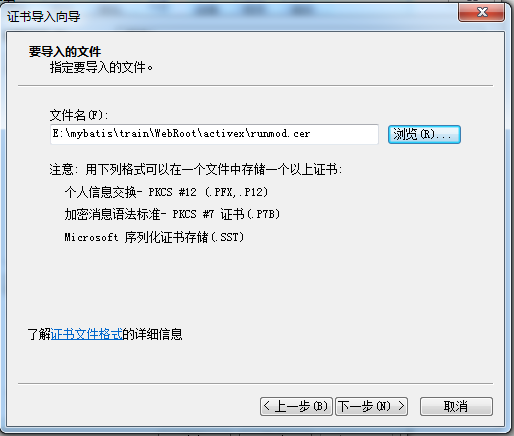 证书导入向导
要导入的文件
指定要导入的文件。
文件名(F):
E:\mybatis\train\WebRoot\activex\runmod.cer
浏览(R)...
注意: 用下列格式可以在一个文件中存储一个以上证书:
个人信息交换- PKCS #12 (.PFX,.P12)
加密消息语法标准- PKCS #7 证书(.P7B)
Microsoft 序列化证书存储(.SST)
了解证书文件格式的详细信息
< 上一步(B) 下一步(N) > 取消